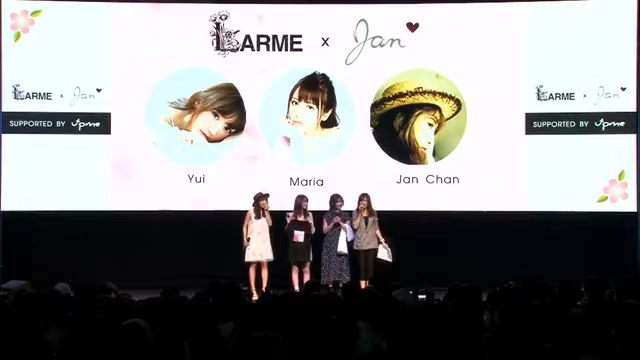 LARME x Jan
Yui
Maria
Jan Chan
LARME x Jan
SUPPORTED BY
LARME x Jan
SUPPORTED BY